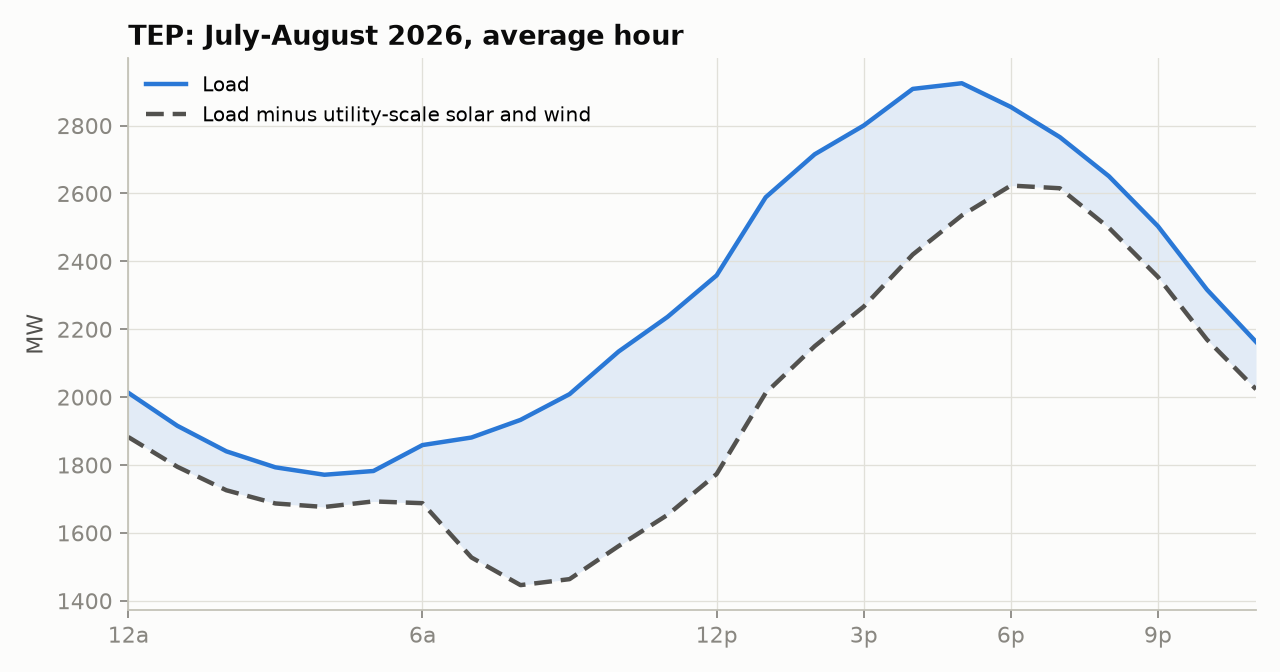 TEP: July-August 2026, average hour
Load
Load minus utility-scale solar and wind
MW
2800
2600
2400
2200
2000
1800
1600
1400
12a 6a 12p 3p 6p 9p